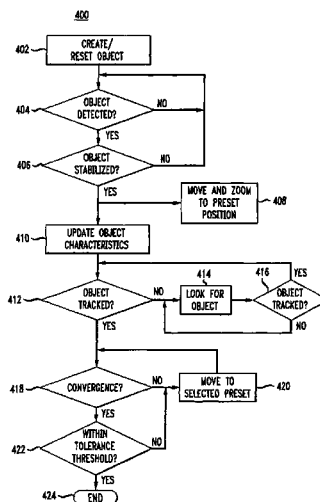 400
402
CREATE/
RESET OBJECT
404
OBJECT
DETECTED?
NO
YES
406
OBJECT
STABILIZED?
NO
YES
MOVE AND ZOOM
TO PRESET
POSITION
408
410
UPDATE OBJECT
CHARACTERISTICS
412
OBJECT
TRACKED?
NO
YES
414
LOOK FOR
OBJECT
416
OBJECT
TRACKED?
YES
NO
418
CONVERGENCE?
NO
YES
MOVE TO
SELECTED PRESET
420
422
WITHIN
TOLERANCE
THRESHOLD?
NO
YES
424
END